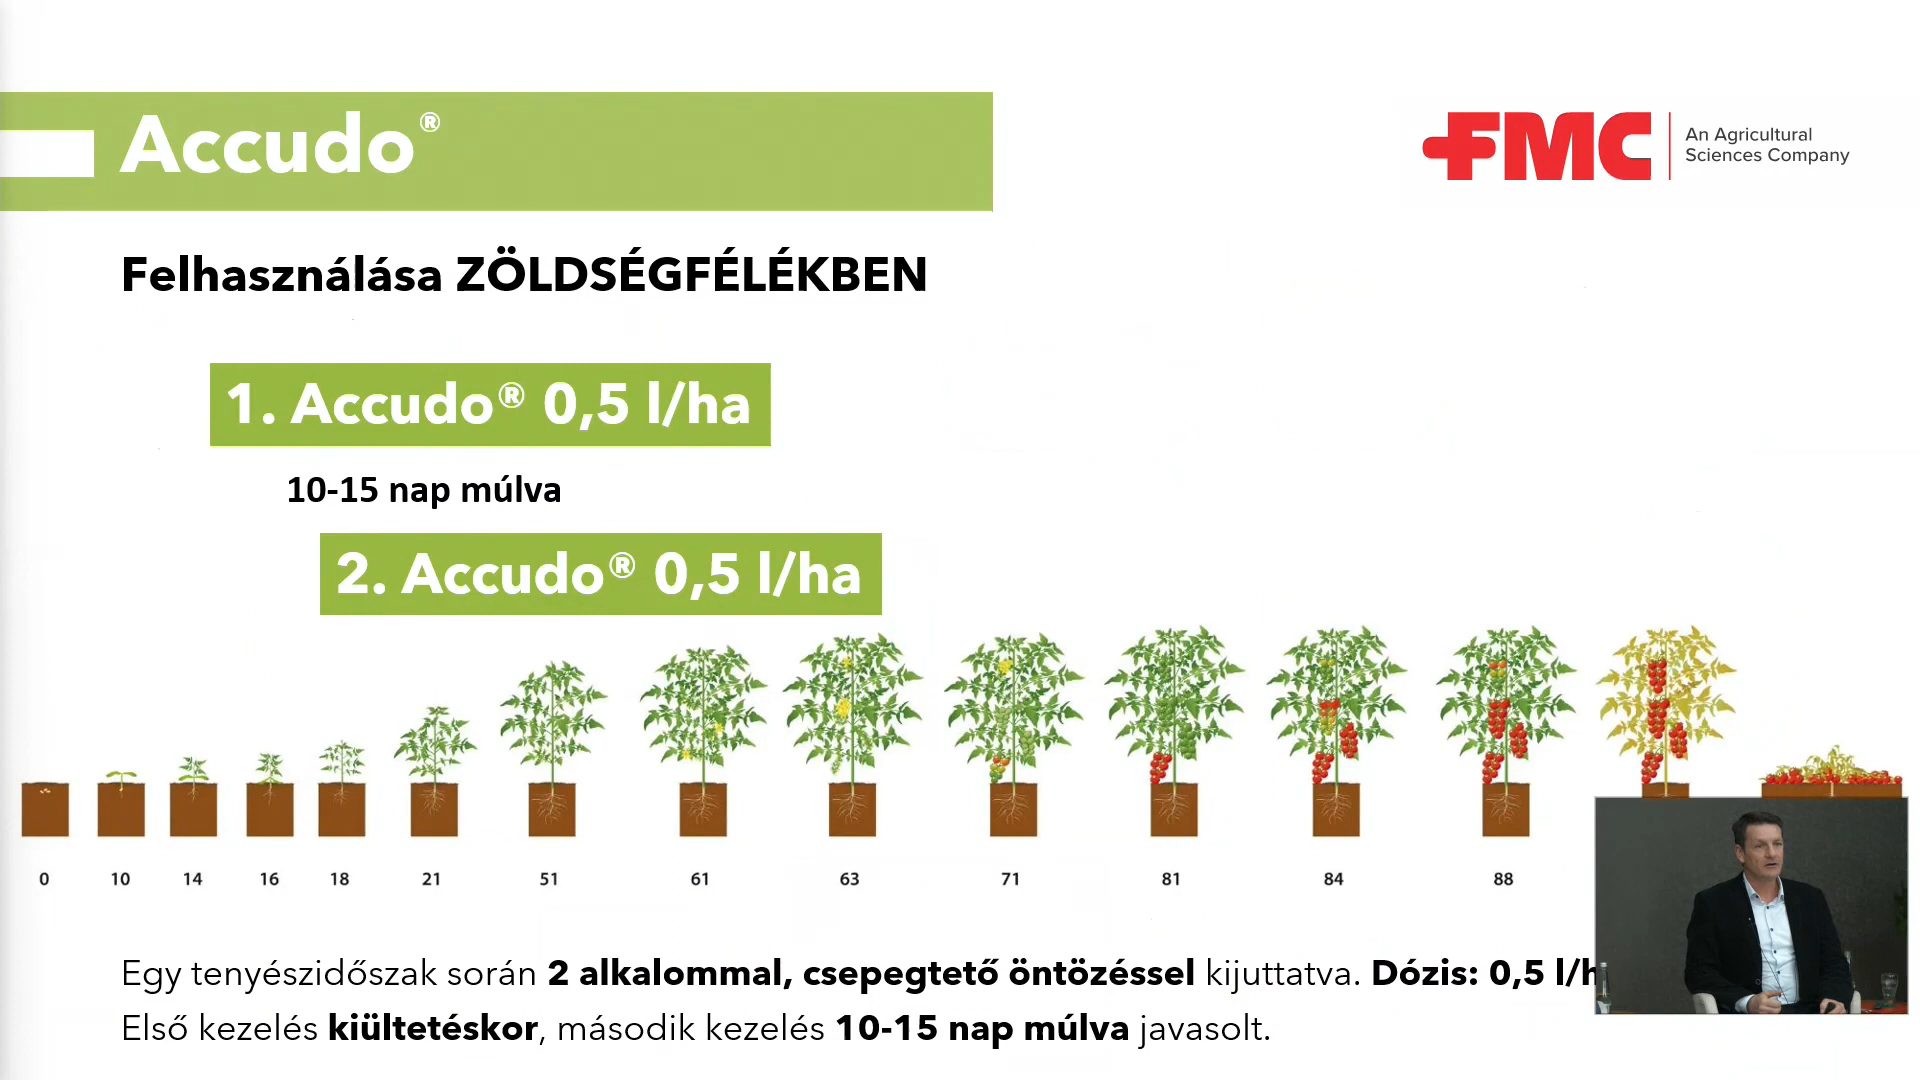 Accudo®
FMC
An Agricultural
Sciences Company
Felhasználása ZÖLDSÉGFÉLÉKBEN
1. Accudo® 0,5 l/ha
10-15 nap múlva
2. Accudo® 0,5 l/ha
0 10 14 16 18 21 51 61 63 71 81 84 88
Egy tenyészidőszak során 2 alkalommal, csepegtető öntözéssel kijuttatva. Dózis: 0,5
Első kezelés kiültetéskor, második kezelés 10-15 nap múlva javasolt.